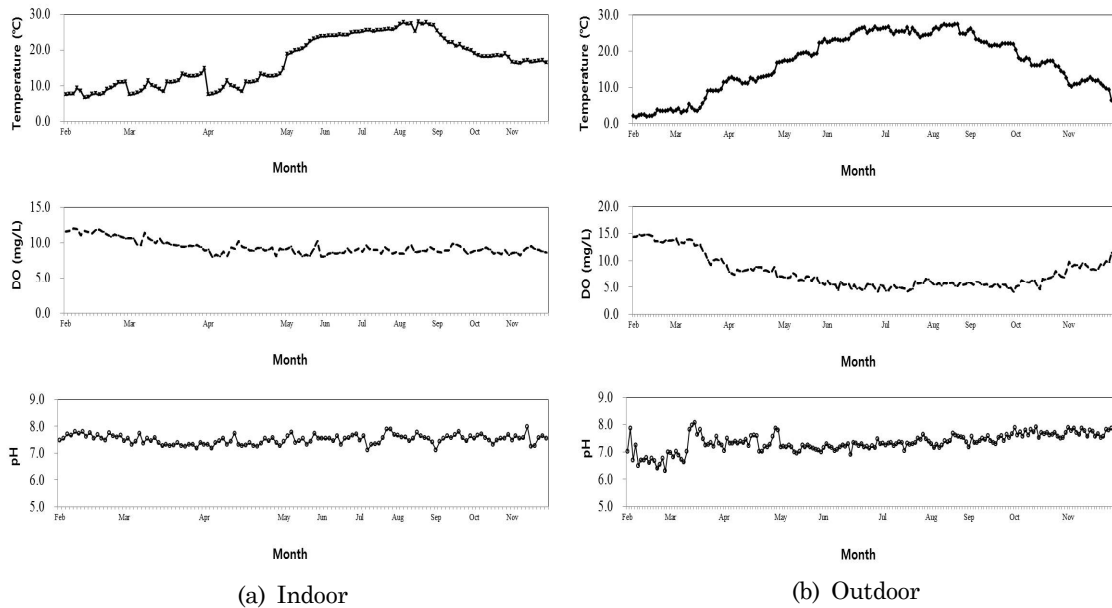 30.0
20.0
10.0
0.0
Temperature (℃)
Feb Mar Apr May Jun Jul Aug Sep Oct Nov
Month
15.0
10.0
5.0
0.0
DO (mg/L)
Feb Mar Apr May Jun Jul Aug Sep Oct Nov
Month
9.0
8.0
7.0
6.0
5.0
pH
Feb Mar Apr May Jun Jul Aug Sep Oct Nov
Month
(a) Indoor
30.0
20.0
10.0
0.0
Temperature (℃)
Feb Mar Apr May Jun Jul Aug Sep Oct Nov
Month
20.0
15.0
10.0
5.0
0.0
DO (mg/L)
Feb Mar Apr May Jun Jul Aug Sep Oct Nov
Month
9.0
8.0
7.0
6.0
5.0
pH
Feb Mar Apr May Jun Jul Aug Sep Oct Nov
Month
(b) Outdoor